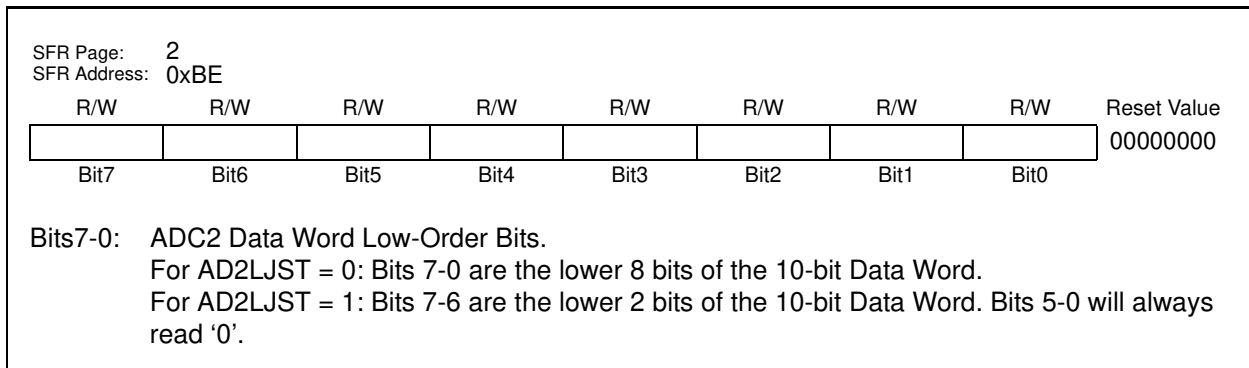 SFR Page: 2
SFR Address: 0xBE
R/W R/W R/W R/W R/W R/W R/W R/W Reset Value
00000000
Bit7 Bit6 Bit5 Bit4 Bit3 Bit2 Bit1 Bit0
Bits7-0: ADC2 Data Word Low-Order Bits.
For AD2LJST = 0: Bits 7-0 are the lower 8 bits of the 10-bit Data Word.
For AD2LJST = 1: Bits 7-6 are the lower 2 bits of the 10-bit Data Word. Bits 5-0 will always
read ‘0’.